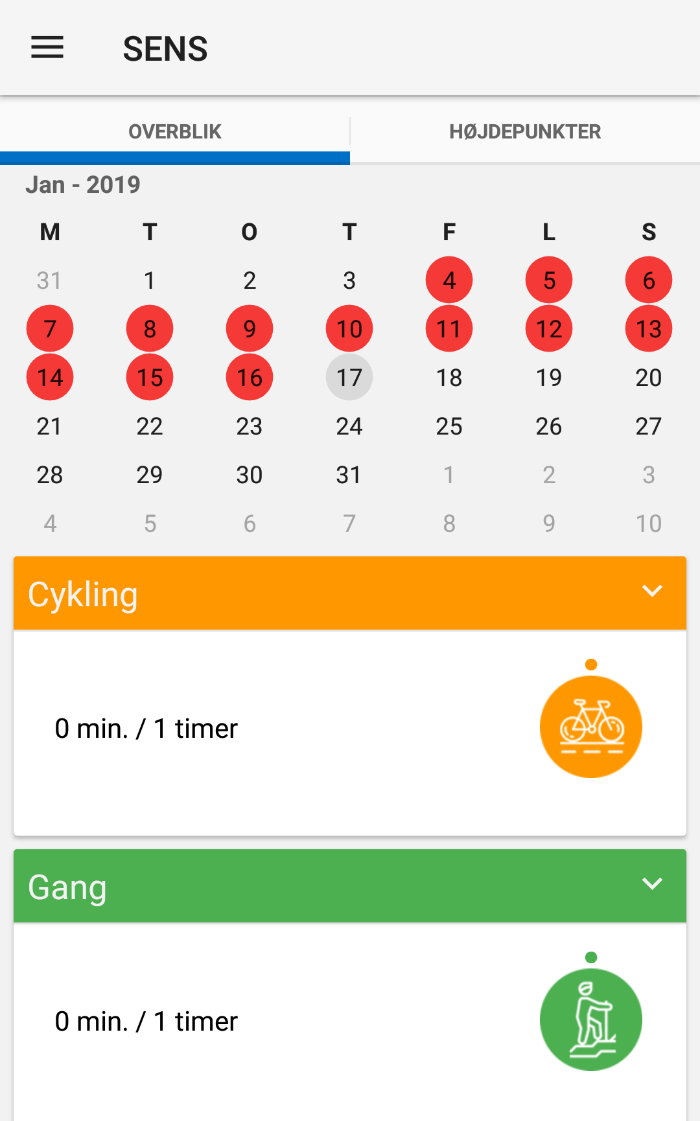 SENS
OVERBLIK HØJDEPUNKTER
Jan - 2019
M T O T F L S
31 1 2 3 4 5 6
7 8 9 10 11 12 13
14 15 16 17 18 19 20
21 22 23 24 25 26 27
28 29 30 31 1 2 3
4 5 6 7 8 9 10
Cykling
0 min. / 1 timer
Gang
0 min. / 1 timer